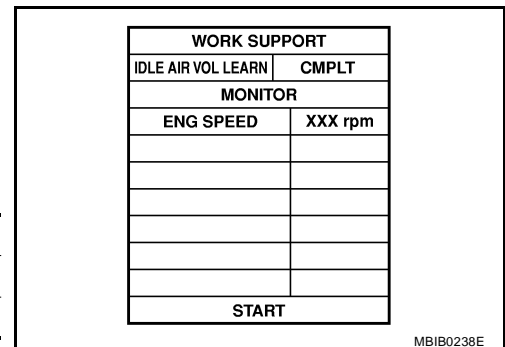 WORK SUPPORT
IDLE AIR VOL LEARN CMPLT
MONITOR
ENG SPEED XXX rpm
START
MBIB0238E